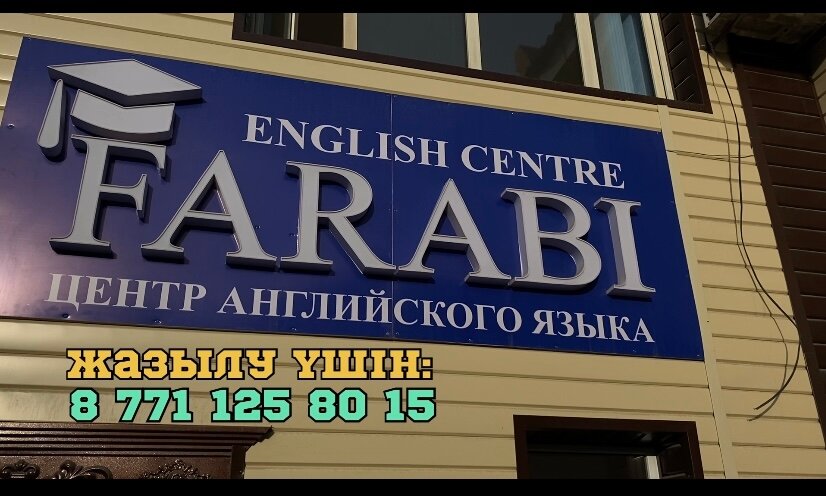 ENGLISH CENTRE
FARABI
ЦЕНТР АНГЛИЙСКОГО ЯЗЫКА
ЖАЗЫЛУ ҮШІН:
8 771 125 80 15